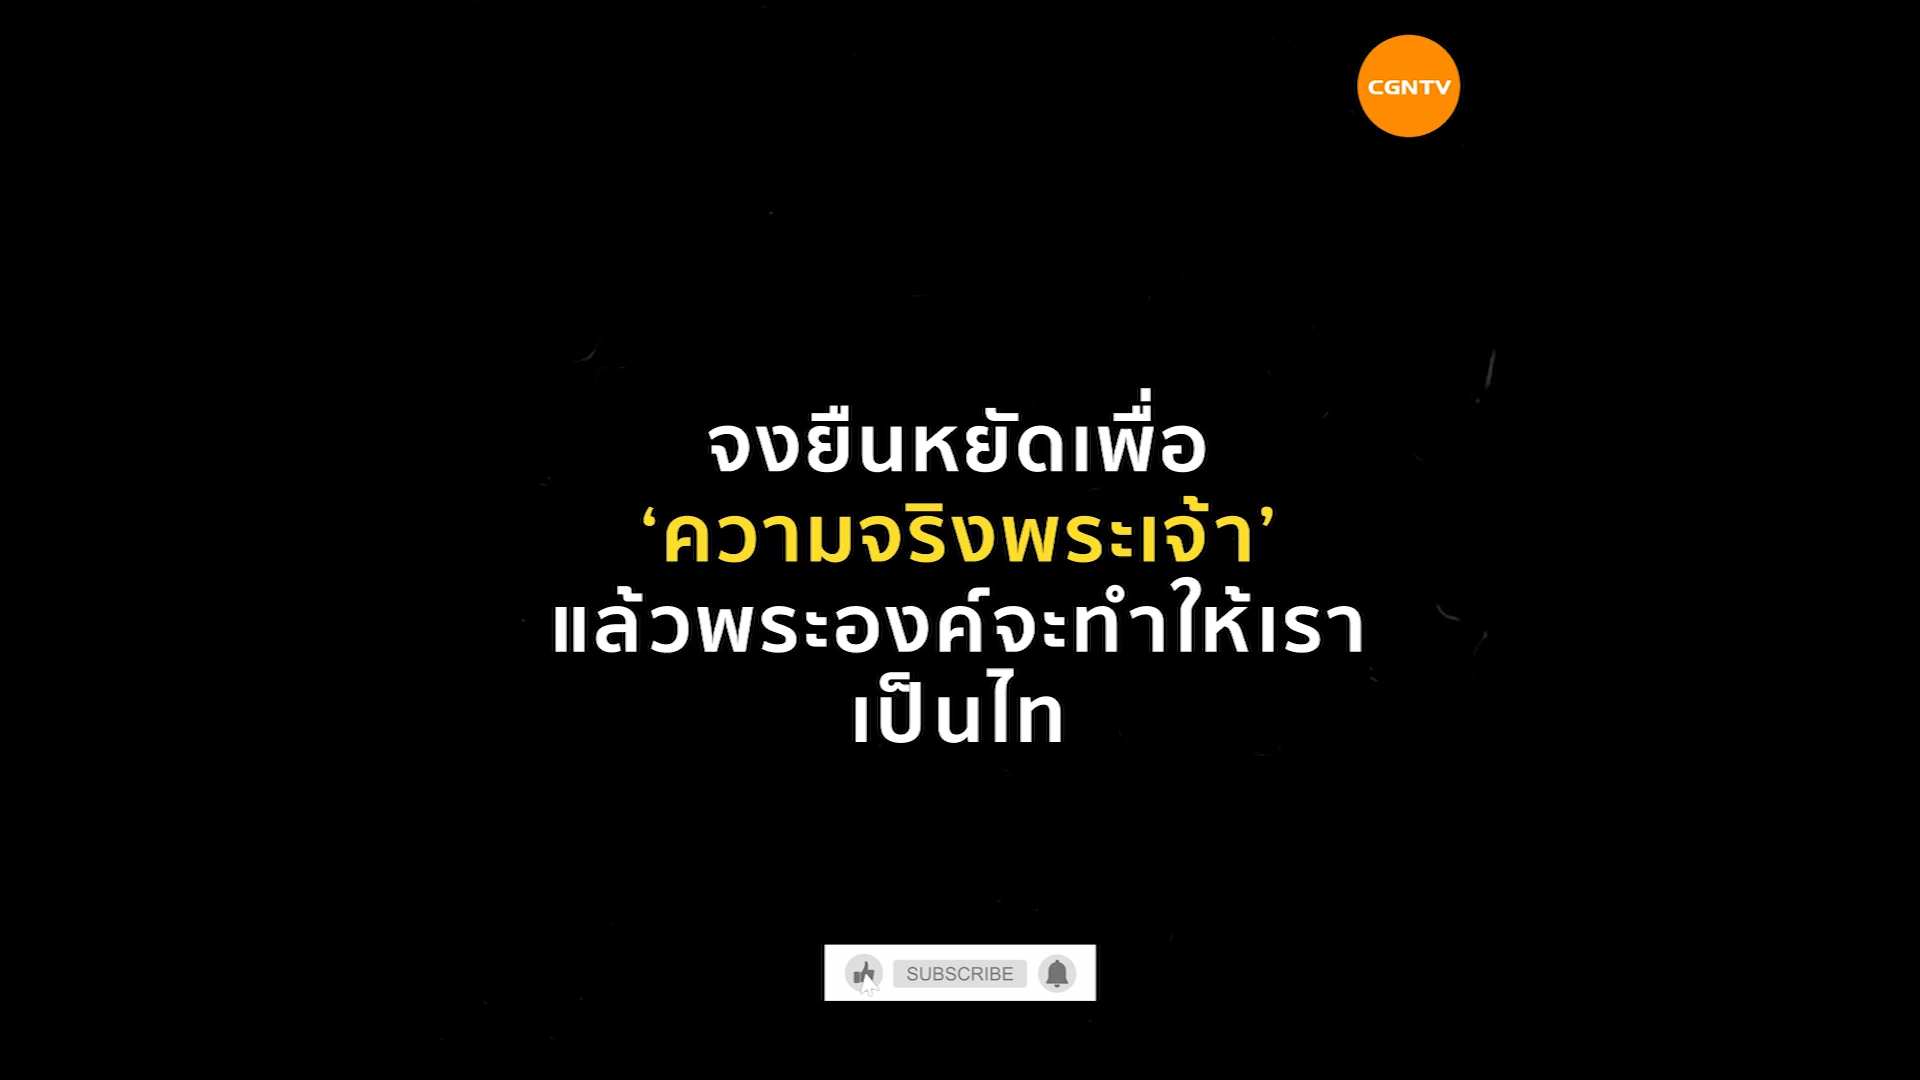 CGNTV
จงยืนหยัดเพื่อ
‘ความจริงพระเจ้า’
แล้วพระองค์จะทำให้เรา
เป็นไท
SUBSCRIBE